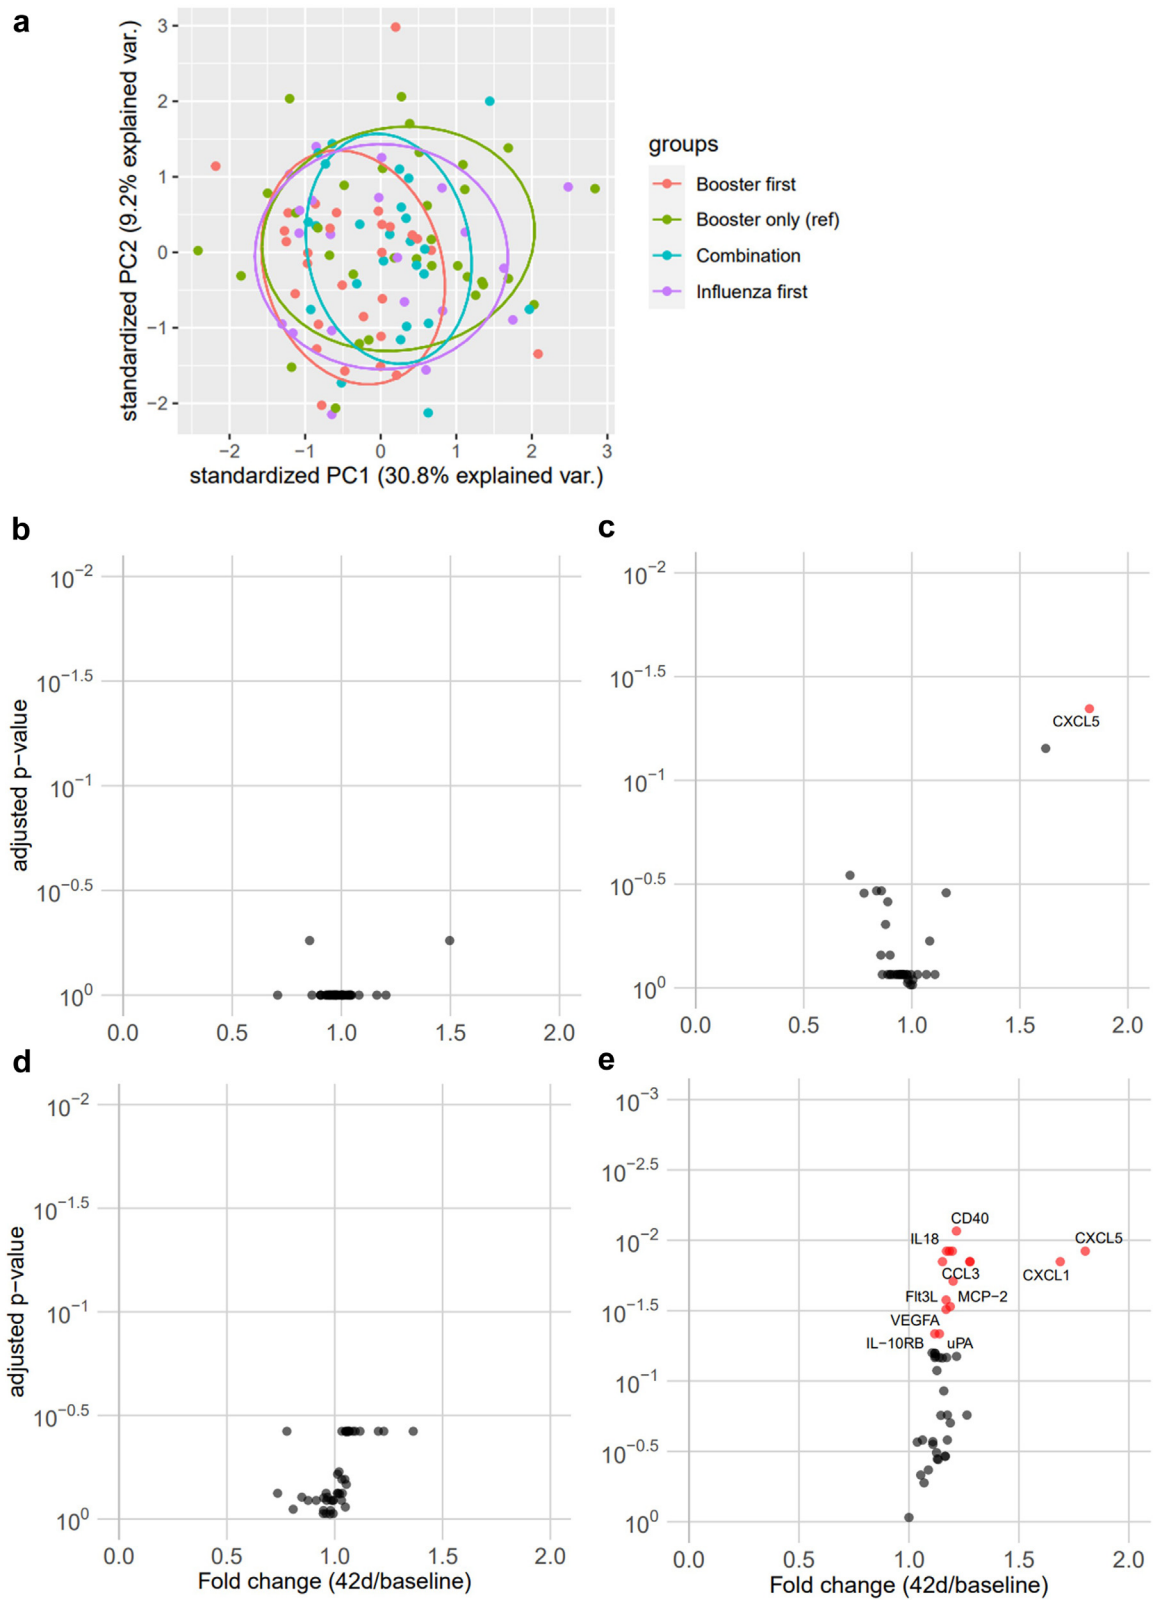 a
3
2
1
0
−1
−2
standardized PC2 (9.2% explained var.)
−2 −1 0 1 2 3
standardized PC1 (30.8% explained var.)
groups
Booster first
Booster only (ref)
Combination
Influenza first
b
10−2
10−1.5
10−1
10−0.5
100
adjusted p−value
0.0 0.5 1.0 1.5 2.0
c
10−2
10−1.5
10−1
10−0.5
100
CXCL5
0.0 0.5 1.0 1.5 2.0
d
10−2
10−1.5
10−1
10−0.5
100
adjusted p−value
0.0 0.5 1.0 1.5 2.0
Fold change (42d/baseline)
e
10−3
10−2.5
10−2
10−1.5
10−1
10−0.5
100
CD40
IL18
CXCL5
CCL3
CXCL1
Flt3L
MCP−2
VEGFA
IL−10RB
uPA
0.0 0.5 1.0 1.5 2.0
Fold change (42d/baseline)